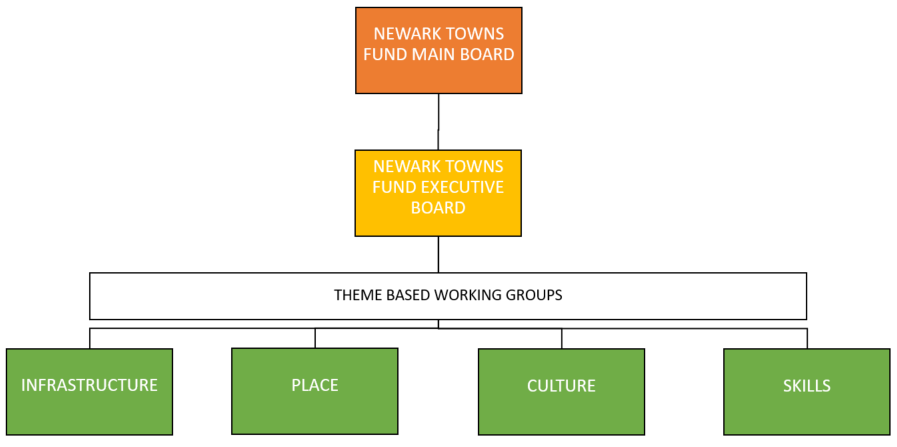 NEWARK TOWNS
FUND MAIN BOARD
NEWARK TOWNS
FUND EXECUTIVE
BOARD
THEME BASED WORKING GROUPS
INFRASTRUCTURE
PLACE
CULTURE
SKILLS